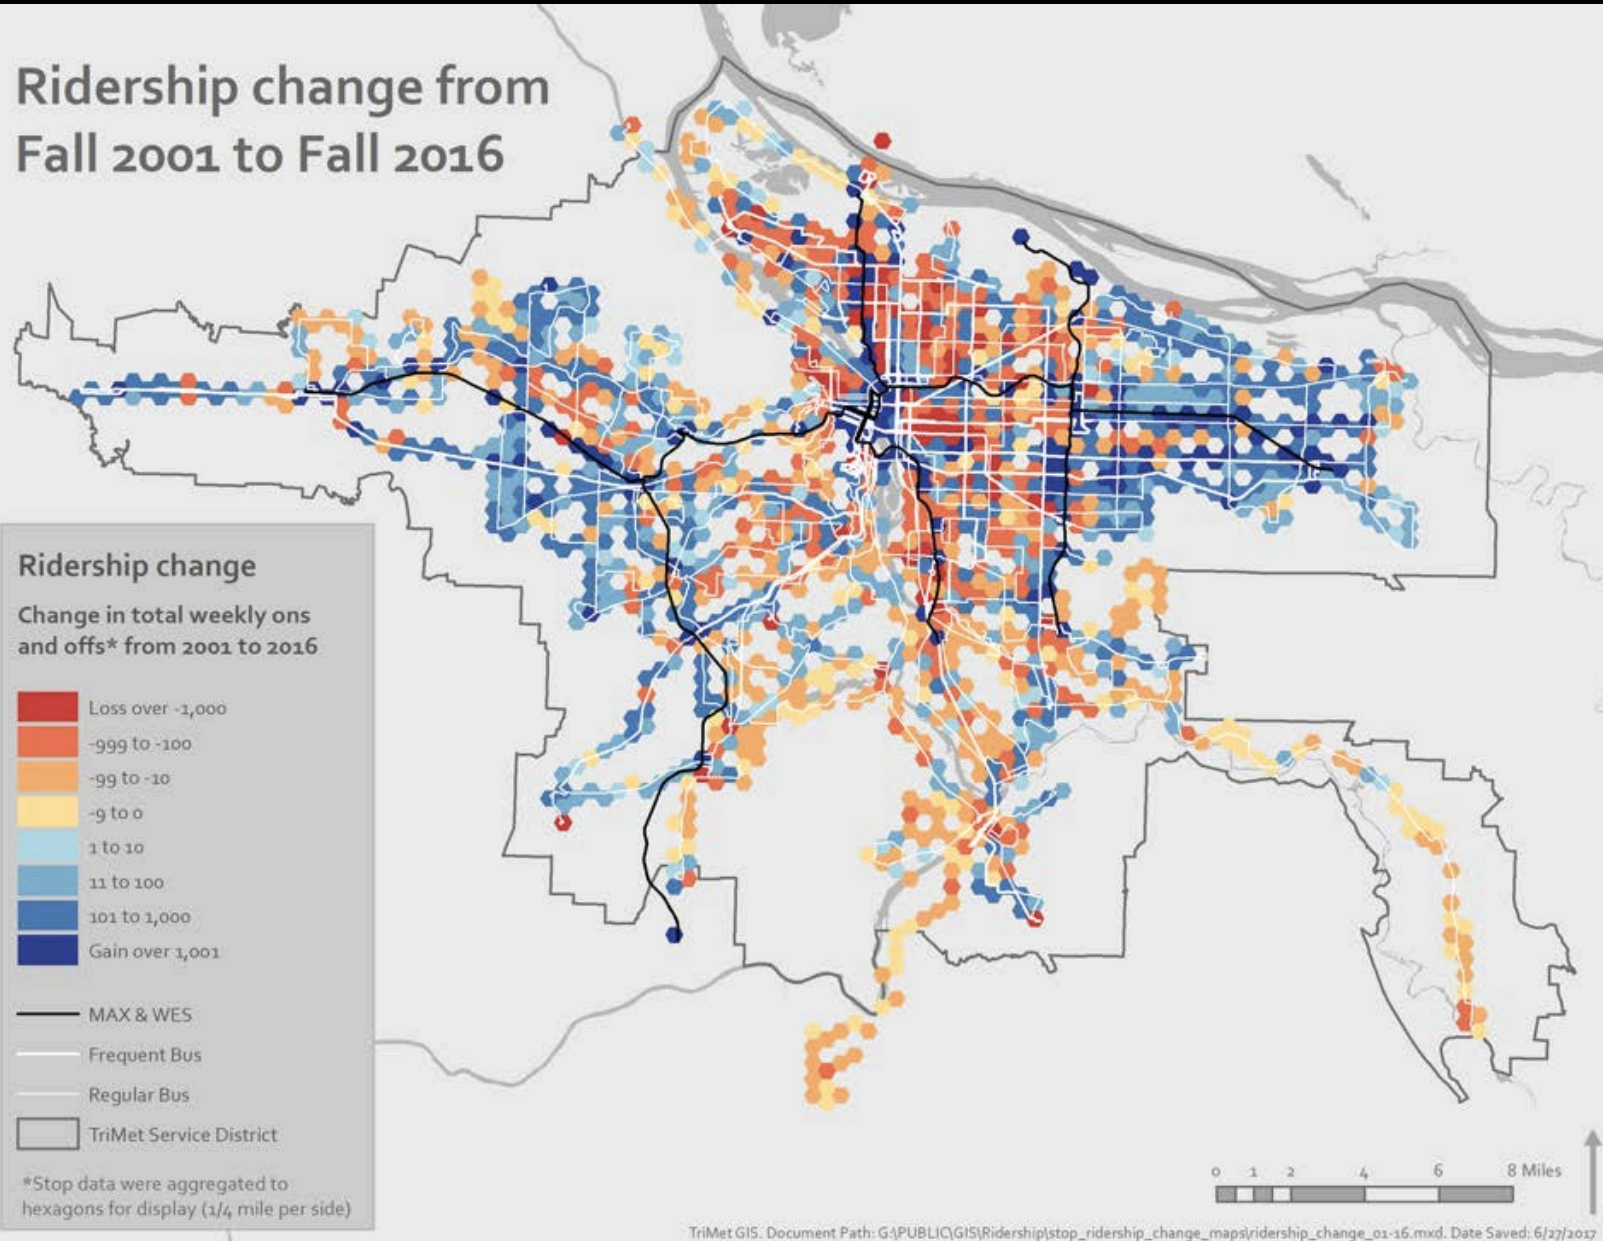 Ridership change from
Fall 2001 to Fall 2016
Ridership change
Change in total weekly ons
and offs* from 2001 to 2016
Loss over -1,000
-999 to -100
-99 to -10
-9 to 0
1 to 10
11 to 100
101 to 1,000
Gain over 1,001
MAX & WES
Frequent Bus
Regular Bus
TriMet Service District
*Stop data were aggregated to
hexagons for display (1/4 mile per side)
0 1 2 4 6 8 Miles
TriMet GIS. Document Path: G:\PUBLIC\GIS\Ridership\stop_ridership_change_maps\ridership_change_01-16.mxd. Date Saved: 6/27/2017